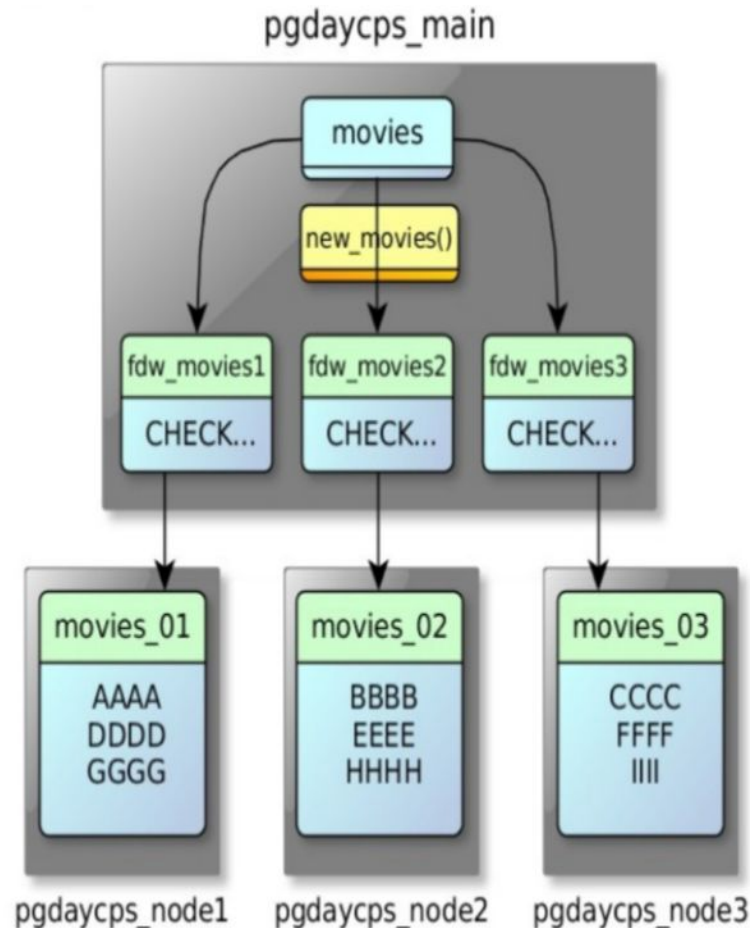 pgdaycps_main
movies
new_movies()
fdw_movies1
CHECK...
fdw_movies2
CHECK...
fdw_movies3
CHECK...
movies_01
AAAA
DDDD
GGGG
movies_02
BBBB
EEEE
HHHH
movies_03
CCCC
FFFF
IIII
pgdaycps_node1
pgdaycps_node2
pgdaycps_node3